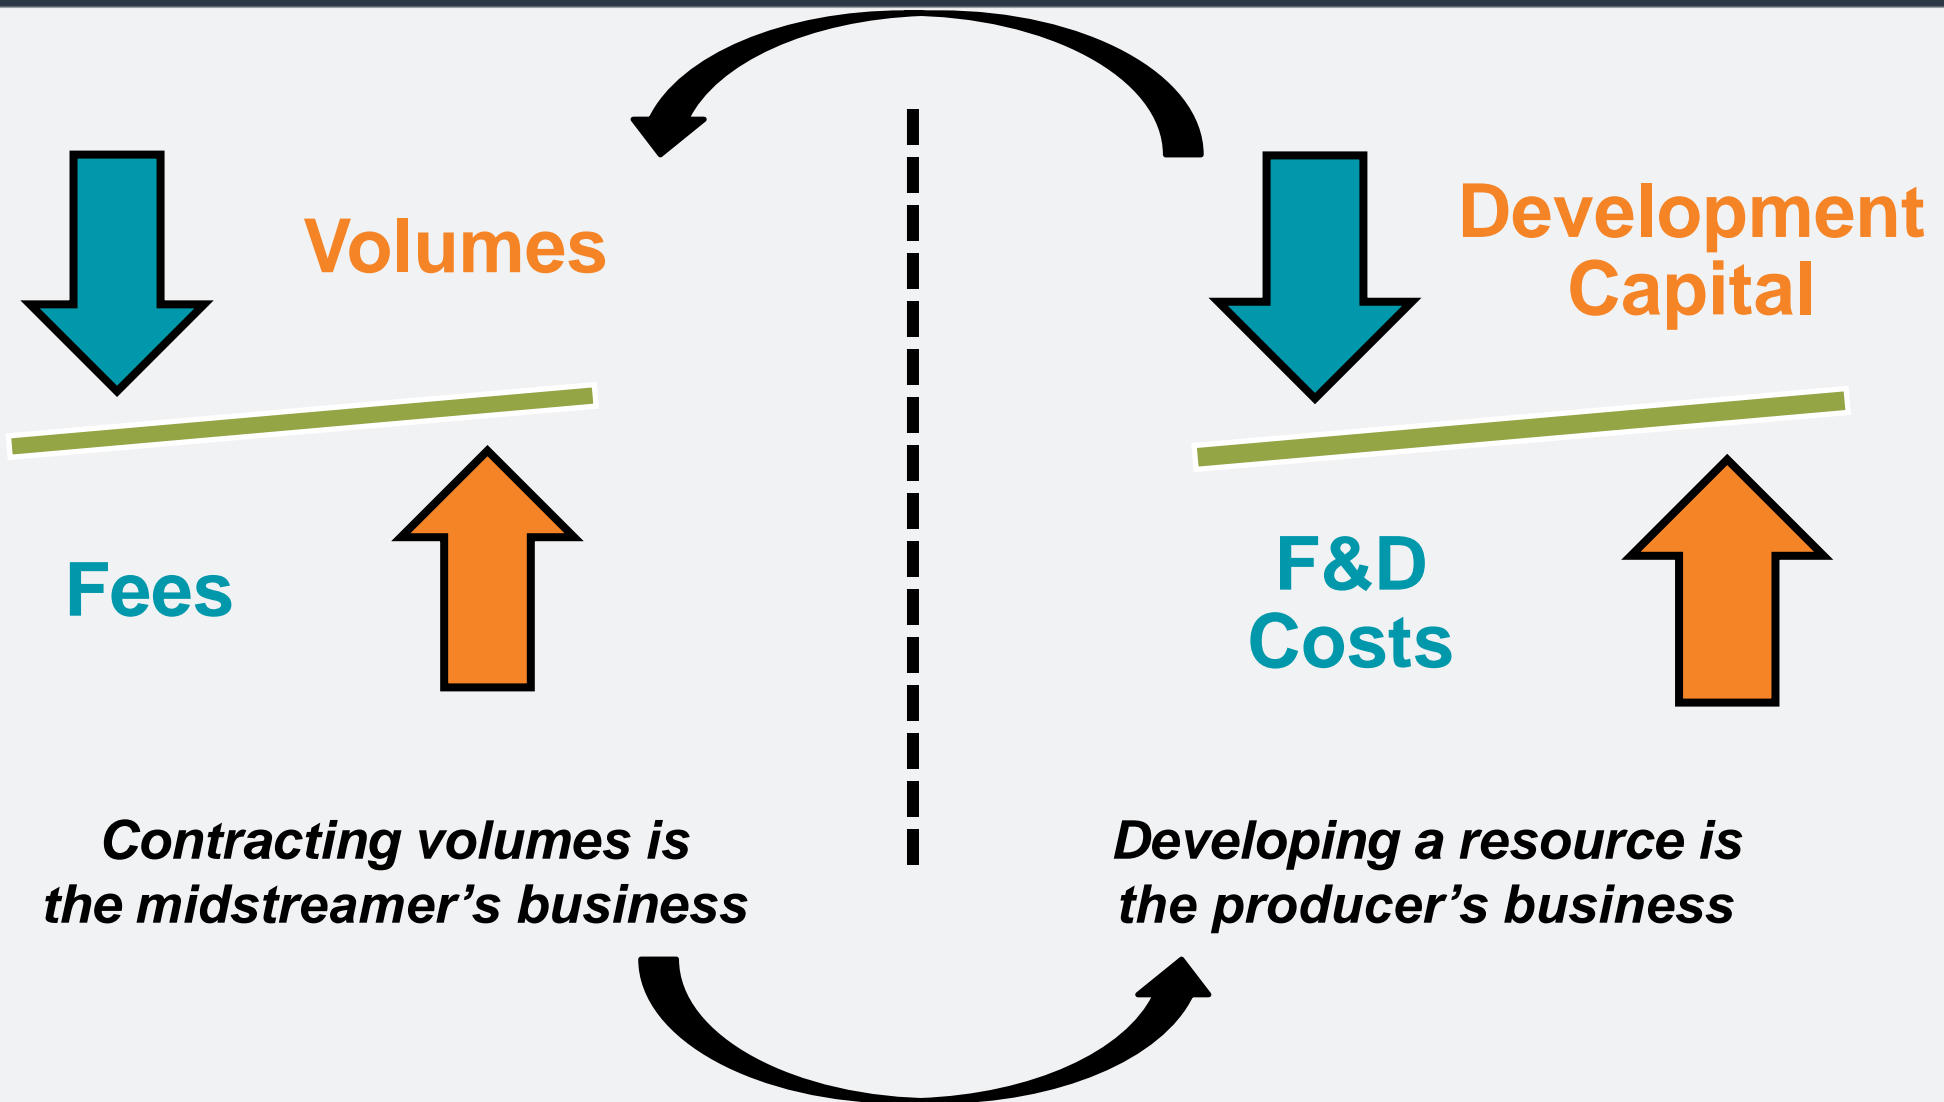 Volumes
Fees
Contracting volumes is
the midstreamer’s business
Development
Capital
F&D
Costs
Developing a resource is
the producer’s business